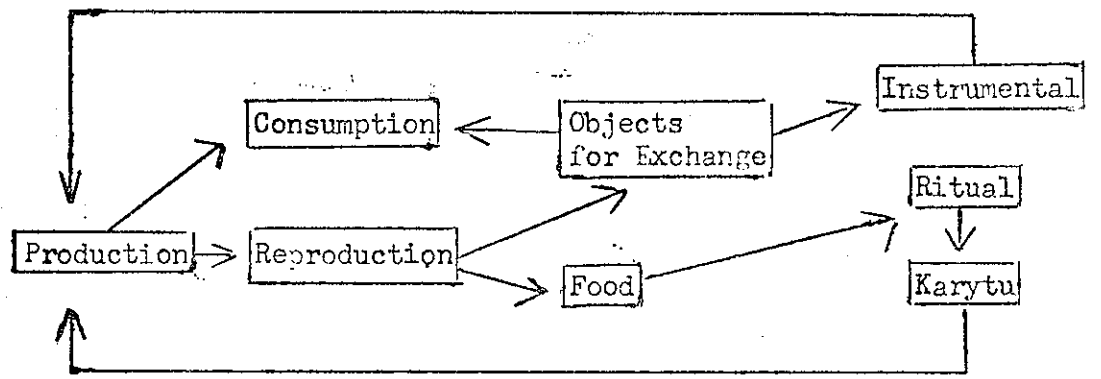 Instrumental
Consumption
Objects
for Exchange
Ritual
Production
Reproduction
Food
Karytu